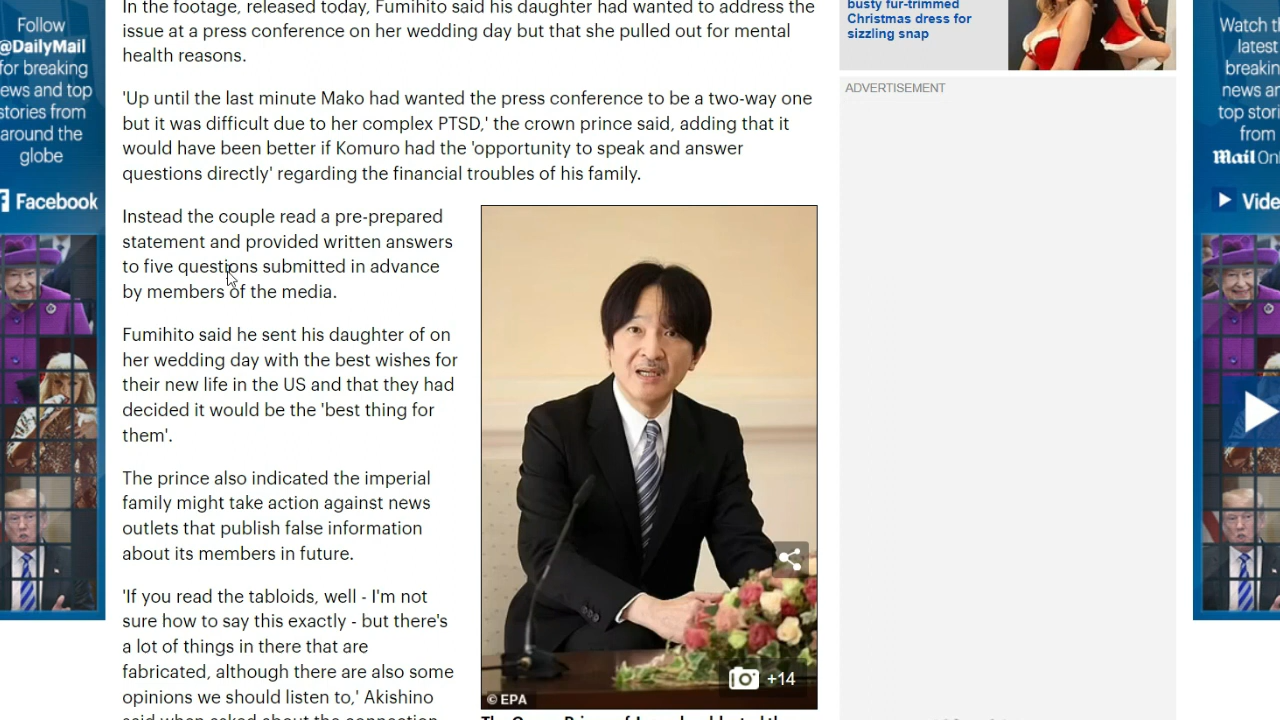 In the footage, released today, Fumihito said his daughter had wanted to address the
issue at a press conference on her wedding day but that she pulled out for mental
health reasons.
'Up until the last minute Mako had wanted the press conference to be a two-way one
but it was difficult due to her complex PTSD,' the crown prince said, adding that it
would have been better if Komuro had the 'opportunity to speak and answer
questions directly' regarding the financial troubles of his family.
Instead the couple read a pre-prepared
statement and provided written answers
to five questions submitted in advance
by members of the media.
Fumihito said he sent his daughter of on
her wedding day with the best wishes for
their new life in the US and that they had
decided it would be the 'best thing for
them'.
The prince also indicated the imperial
family might take action against news
outlets that publish false information
about its members in future.
'If you read the tabloids, well - I'm not
sure how to say this exactly - but there's
a lot of things in there that are
fabricated, although there are also some
opinions we should listen to,' Akishino
said when asked about the connection
+14
© EPA
Follow
@DailyMail
for breaking
ews and top
stories from
around the
globe
Facebook
busty fur-trimmed
Christmas dress for
sizzling snap
ADVERTISEMENT
Watch th
latest
breakin
news an
top stori
from
Mail Onl
Vide